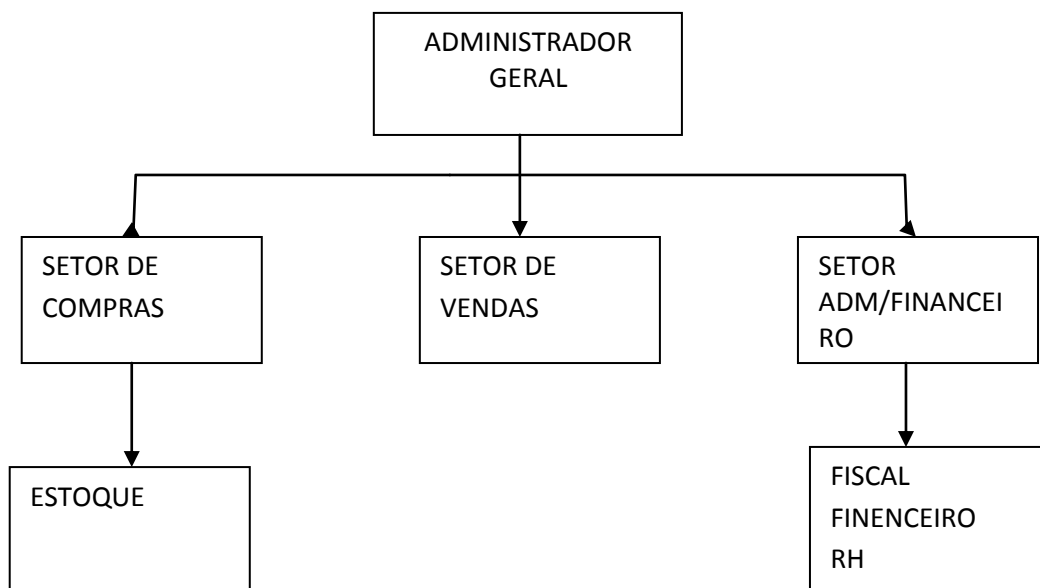 ADMINISTRADOR
GERAL
SETOR DE
COMPRAS
SETOR DE
VENDAS
SETOR
ADM/FINANCEI
RO
ESTOQUE
FISCAL
FINENCEIRO
RH